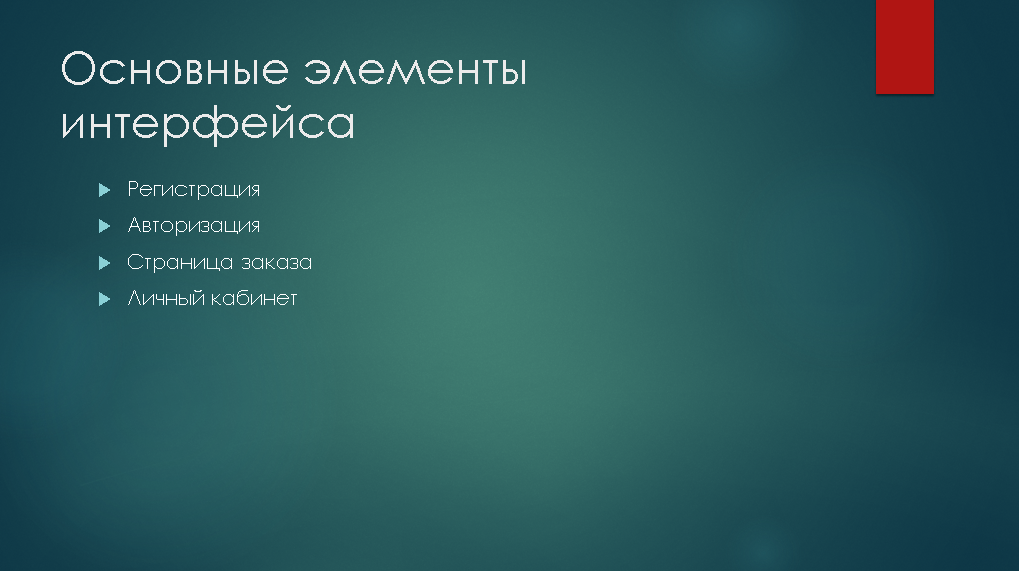 Основные элементы
интерфейса
Регистрация
Авторизация
Страница заказа
Личный кабинет